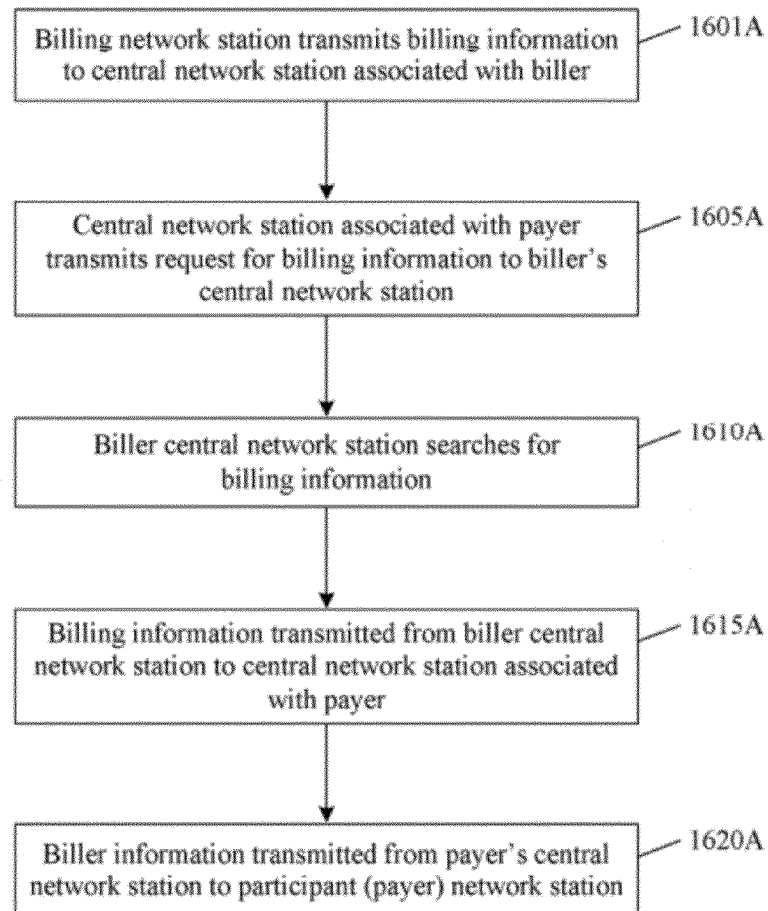 Billing network station transmits billing information
to central network station associated with biller
1601A
Central network station associated with payer
transmits request for billing information to biller's
central network station
1605A
Biller central network station searches for
billing information
1610A
Billing information transmitted from biller central
network station to central network station associated
with payer
1615A
Biller information transmitted from payer's central
network station to participant (payer) network station
1620A